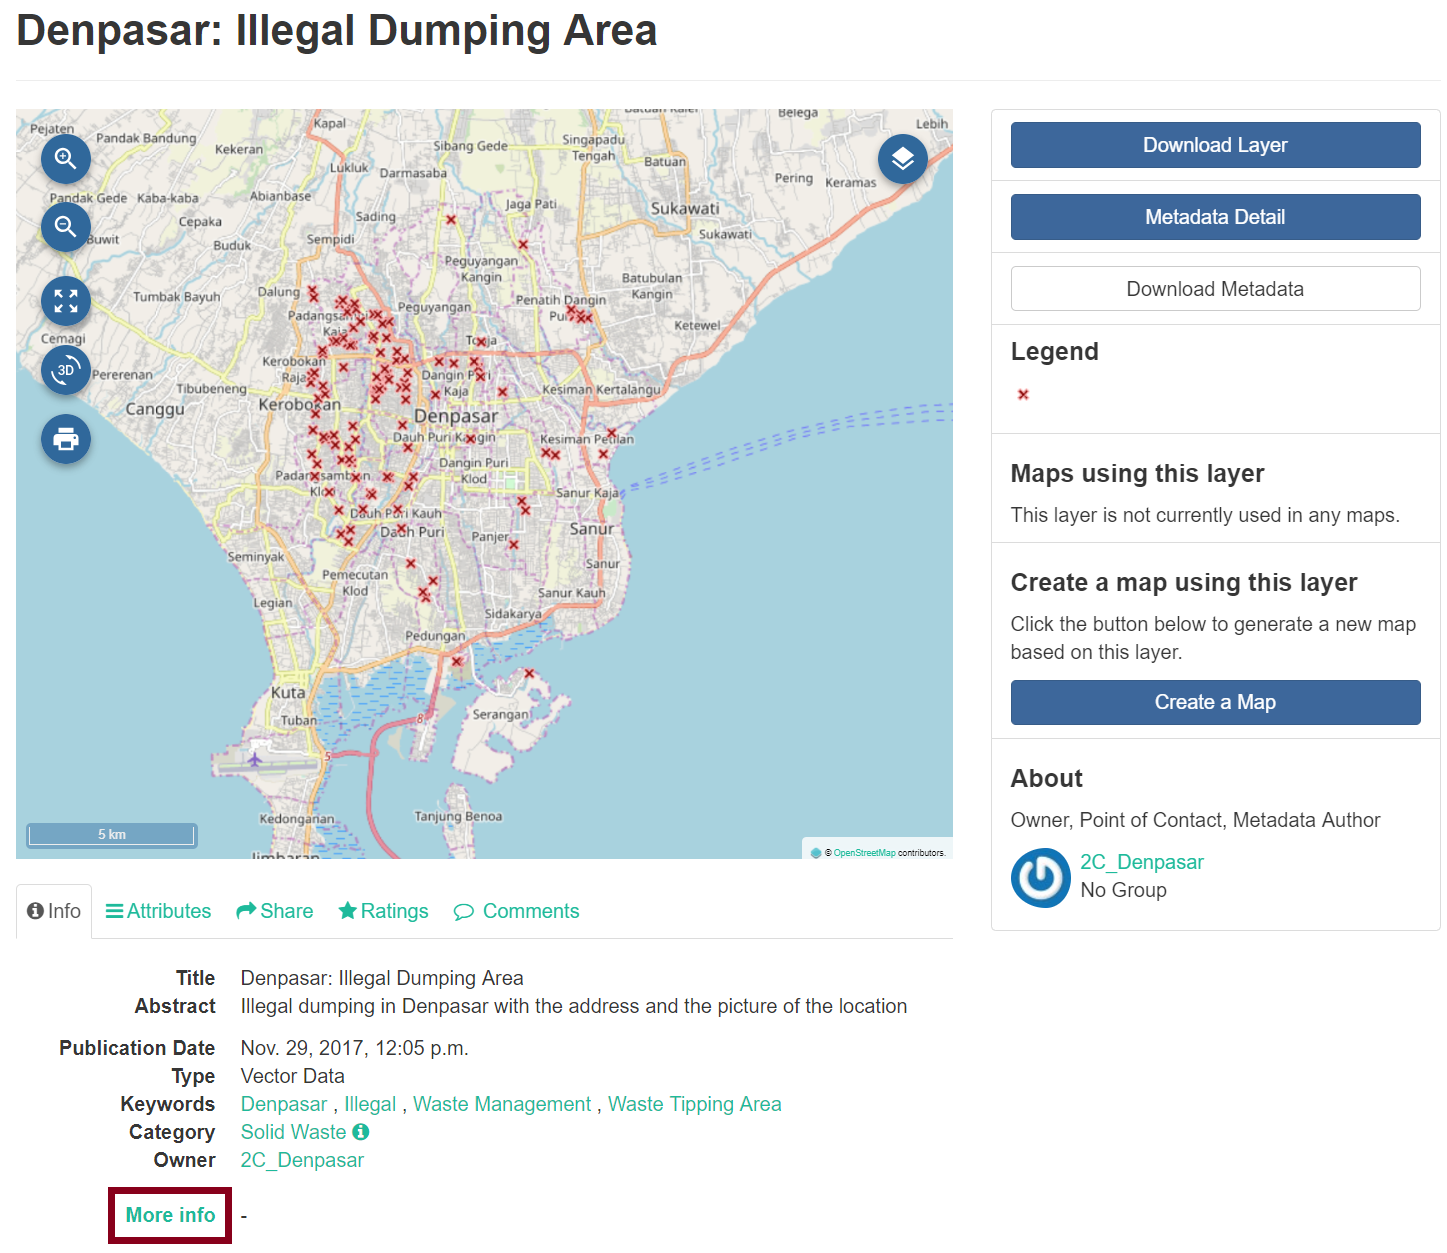 Denpasar: Illegal Dumping Area
Batuan Kaler
Belega
Pejaten
Kapal
Lebih
Pandak Bandung
Kekeran
Sibang Gede
Singapadu
Tengah
Batuan
Lukluk
Darmasaba
Pering
Keramas
Pandak Gede
Kaba-kaba
Abianbase
Jaga Pati
Sukawati
Cepaka
Sading
Buwit
Buduk
Sempidi
Sukawati
Peguyangan
Kangin
Batubulan
Kangin
Tumbak Bayuh
Dalung
Peguyangan
Penatih Dangin
Puri
Padangsambian
Kaja
Ketewel
Cemagi
Tonja
Kerobokan
Raja
Pererenan
Tibubeneng
Dangin Puri
Kaja
Kesiman Kertalangu
Canggu
Kerobokan
Denpasar
Dauh Puri Kangin
Kesiman Petilan
Padangsambian
Klod
Dangin Puri
Klod
Sanur Kaja
Dauh Puri Kauh
Dauh Puri
Panjer
Sanur
Seminyak
Sanur
Pemecutan
Klod
Sanur Kauh
Legian
Sidakarya
Pedungan
Kuta
Tuban
Serangan
8
5
Kedonganan
Tanjung Benoa
Jimbaran
3D
5 km
© OpenStreetMap contributors.
Download Layer
Metadata Detail
Download Metadata
Legend
Maps using this layer
This layer is not currently used in any maps.
Create a map using this layer
Click the button below to generate a new map
based on this layer.
Create a Map
About
Owner, Point of Contact, Metadata Author
2C_Denpasar
No Group
Info Attributes Share Ratings Comments
Title Denpasar: Illegal Dumping Area
Abstract Illegal dumping in Denpasar with the address and the picture of the location
Publication Date Nov. 29, 2017, 12:05 p.m.
Type Vector Data
Keywords Denpasar , Illegal , Waste Management , Waste Tipping Area
Category Solid Waste
Owner 2C_Denpasar
More info -